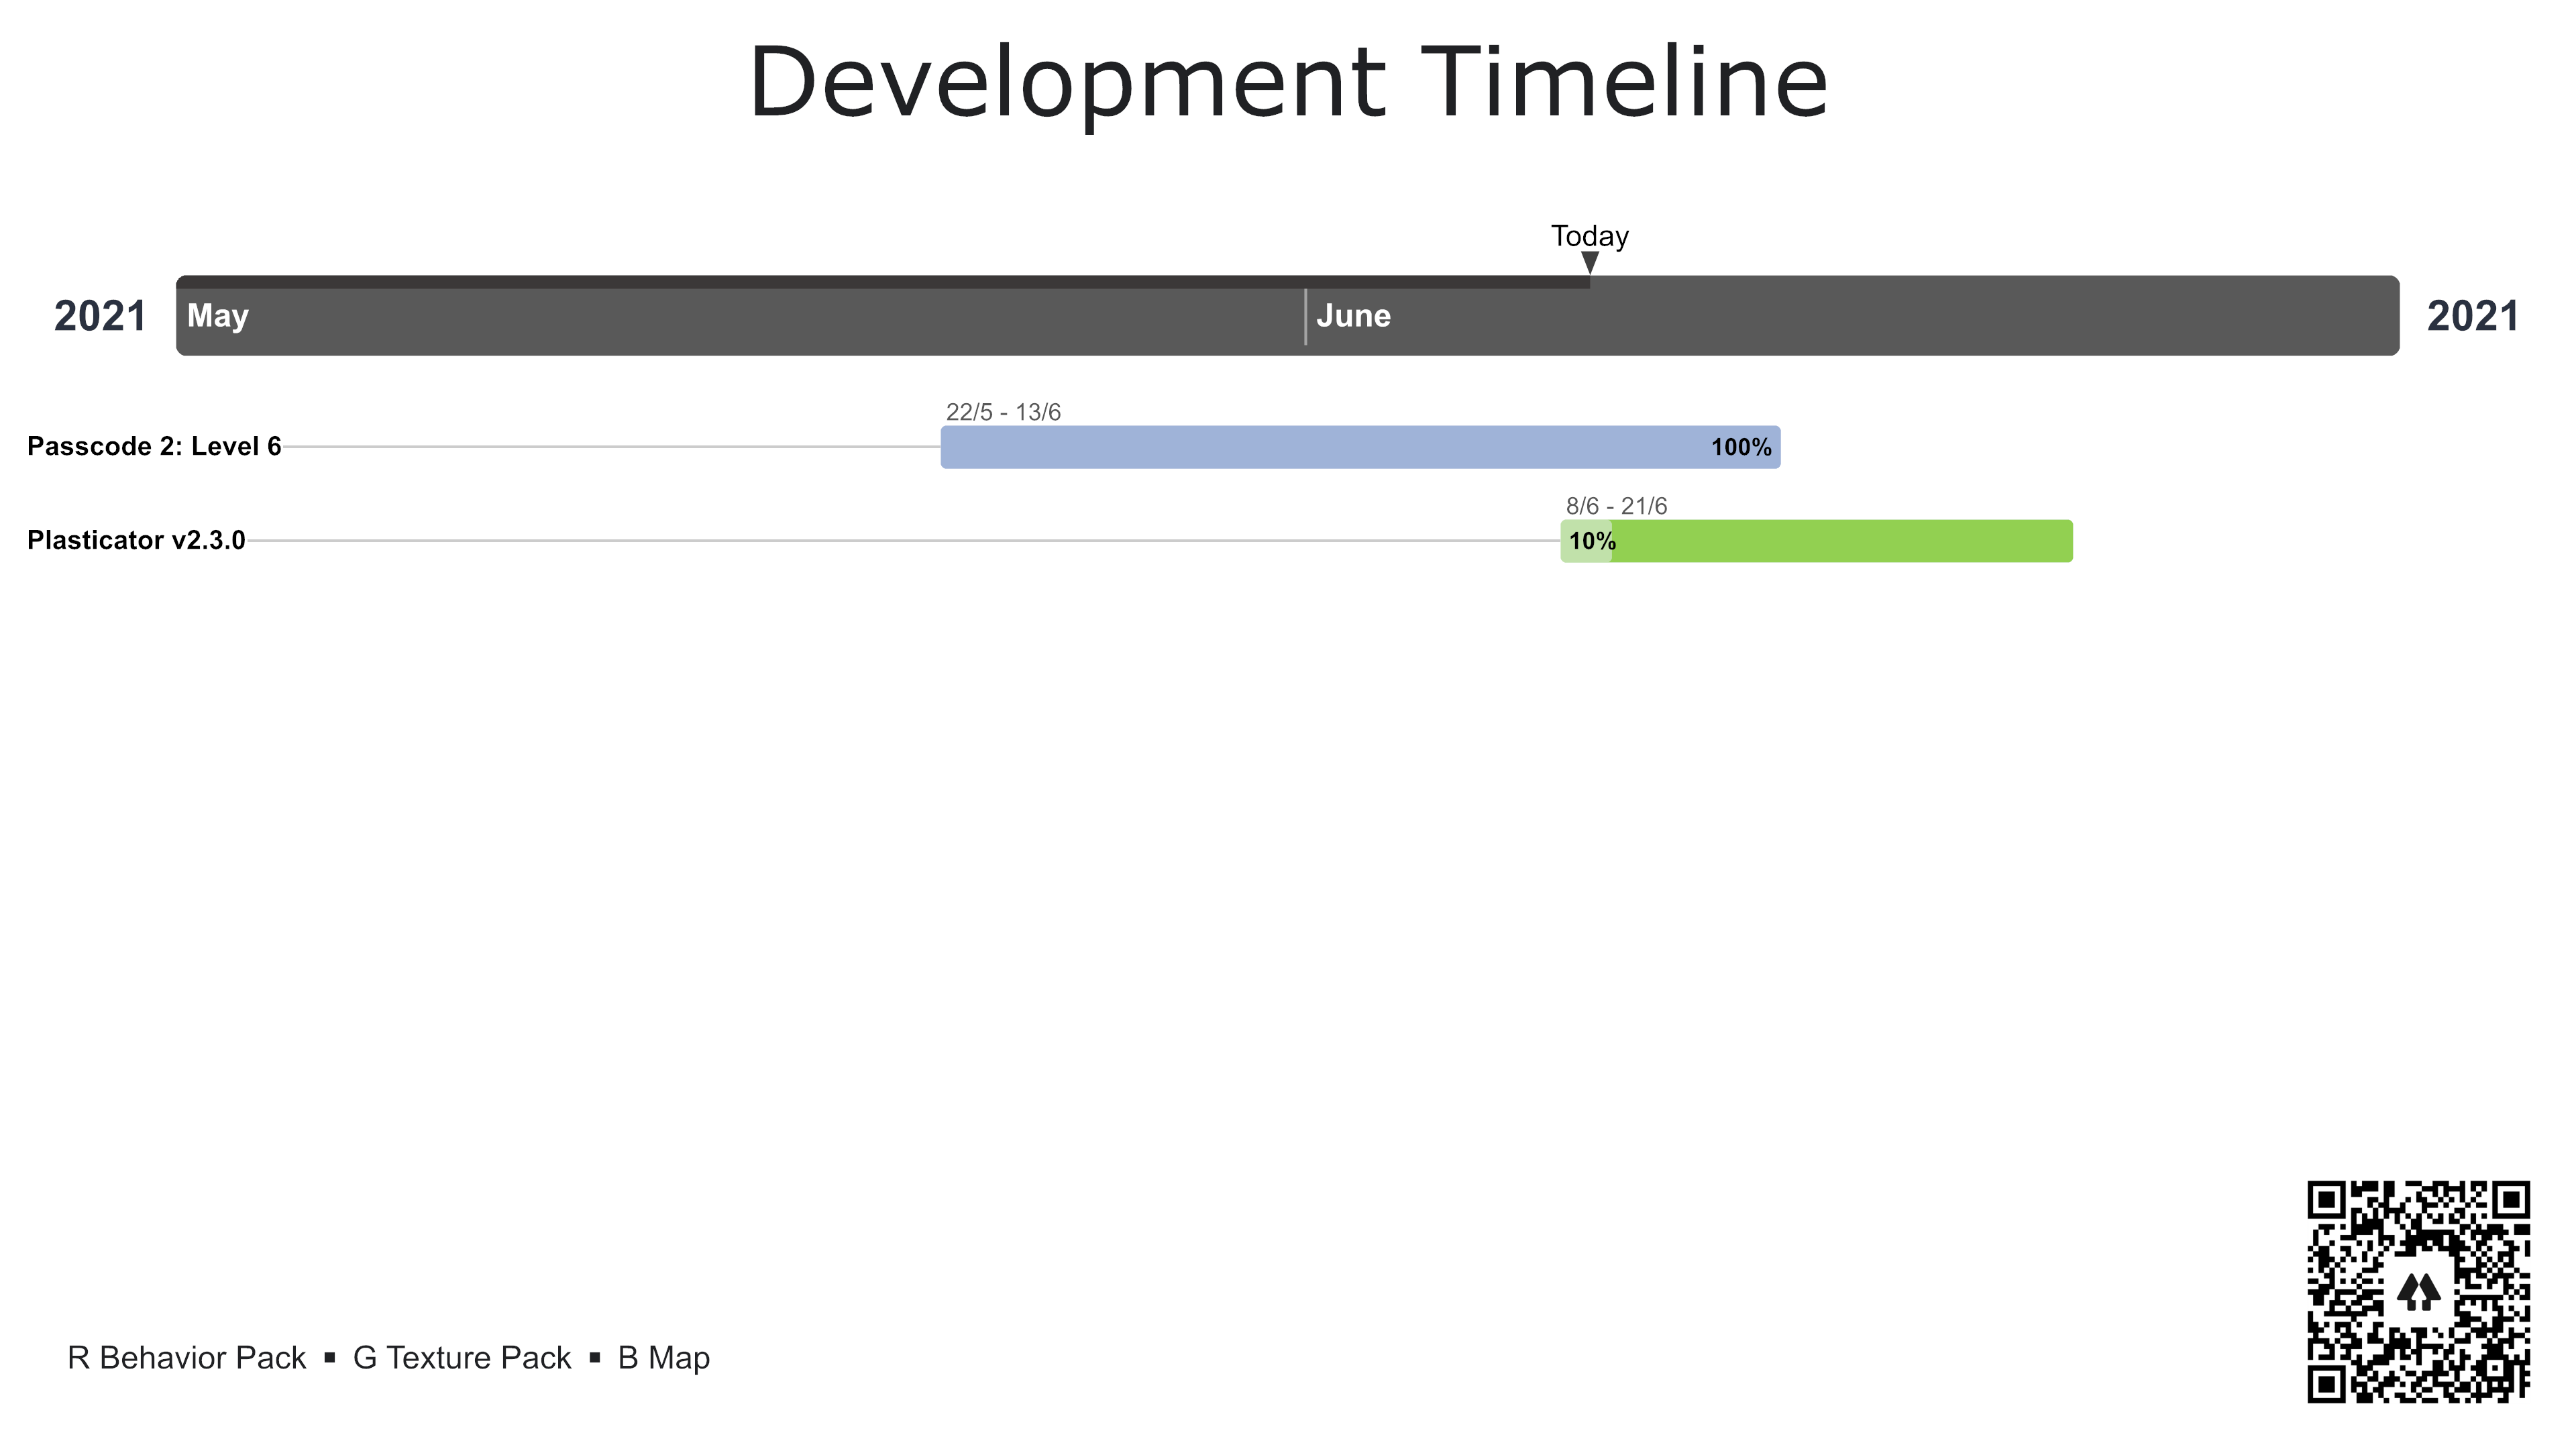 Development Timeline
Today
2021 May June 2021
22/5 - 13/6
Passcode 2: Level 6 100%
8/6 - 21/6
Plasticator v2.3.0 10%
R Behavior Pack ▪ G Texture Pack ▪ B Map